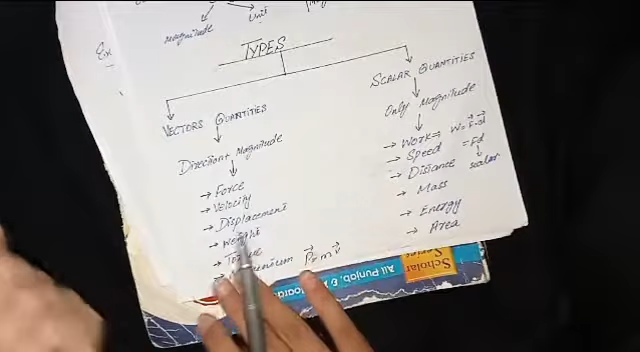 Magnitude
Unit
TYPES
VECTORS QUANTITIES
Direction + Magnitude
→ Force
→ Velocity
→ Displacement
→ Weight
→
→ P⃗ = m v⃗
SCALAR QUANTITIES
Only Magnitude
→ Work ⇒ W = F⃗ · d⃗
= Fd
→ Speed
scalar
→ Distance
→ Mass
→ Energy
→ Area
Scholar
Series
All Punjab,